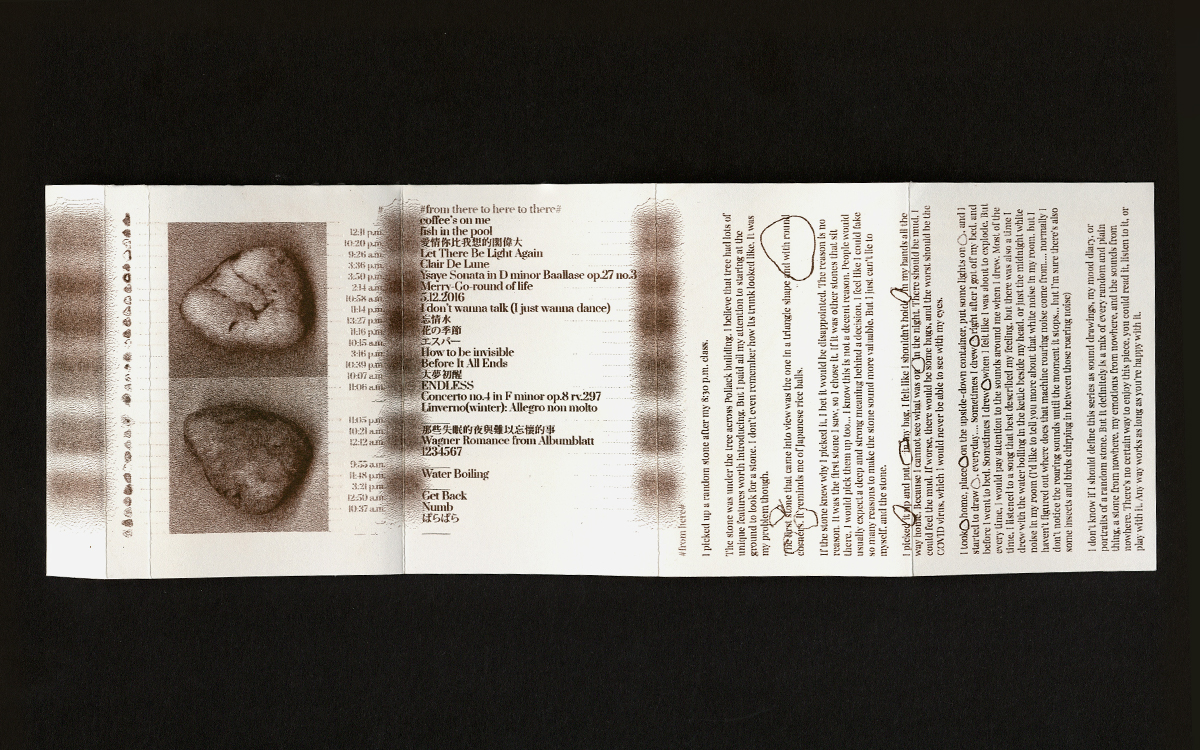 #
10:20 p.m.
9:26 a.m.
3:36 p.m.
3:50 p.m.
2:14 a.m.
10:58 a.m.
11:14 p.m.
13:27 p.m.
11:16 p.m.
10:15 a.m.
3:16 p.m.
10:39 p.m.
10:07 a.m.
11:06 a.m.
11:05 p.m.
10:21 a.m.
12:12 a.m.
9:55 a.m.
11:48 p.m.
3:21 p.m.
12:50 a.m.
10:37 a.m.
#from there to here to there#
coffee's on me
fish in the pool
愛情你比我想的閣偉大
Let There Be Light Again
Clair De Lune
Ysaye Sonata in D minor Baallase op.27 no.3
Merry-Go-round of life
5.12.2016
I don't wanna talk (I just wanna dance)
忘情水
花の季節
エスパー
How to be invisible
Before It All Ends
大夢初醒
ENDLESS
Concerto no.4 in F minor op.8 rv.297
Linverno(winter): Allegro non molto
那些失眠的夜與難以忘懷的事
Wagner Romance from Albumblatt
1234567
Water Boiling
Get Back
Numb
ばらばら
#from here#
I picked up a random stone after my 8:30 p.m. class.
The stone was under the tree across Pollack building. I believe that tree had lots of
unique features worth introducing. But I paid all my attention to staring at the
ground to look for a stone. I don't even remember how its trunk looked like. It was
my problem though.
The first stone that came into view was the one in a triangle shape and with round
corners. It reminds me of Japanese rice balls.
If the stone knew why I picked it, I bet it would be disappointed. The reason is no
reason. It was the first stone I saw, so I chose it. If it was other stones that sit
there, I would pick them up too... I know this is not a decent reason. People would
usually expect a deep and strong meaning behind a decision. I feel like I could fake
so many reasons to make the stone sound more valuable. But I just can't lie to
myself and the stone.
I picked up and put in my bag. I felt like I shouldn't hold in my hands all the
way home. Because I cannot see what was on in the night. There should be mud. I
could feel the mud. If worse, there would be some bugs, and the worst should be the
COVID virus, which I would never be able to see with my eyes.
I took home, placed on the upside-down container, put some lights on, and I
started to draw, everyday... Sometimes I drew right after I got off my bed, and
before I went to bed. Sometimes I drew when I felt like I was about to explode. But
every time, I would pay attention to the sounds around me when I drew. Most of the
time, I listened to a song that best described my feeling, but there was also a time I
drew with the water boiling in the kettle beside my head, or just the midnight white
noise in my room (I'd like to tell you more about that white noise in my room, but I
haven't figured out where does that machine roaring noise come from.... normally I
don't notice the roaring sounds until the moment it stops... but I'm sure there's also
some insects and birds chirping in between those roaring noise)
I don't know if I should define this series as sound drawings, my mood diary, or
portraits of a random stone. But it definitely is a mix of every random and plain
thing, a stone from nowhere, my emotions from nowhere, and the sounds from
nowhere. There's no certain way to enjoy this piece, you could read it, listen to it, or
play with it. Any way works as long as you're happy with it.